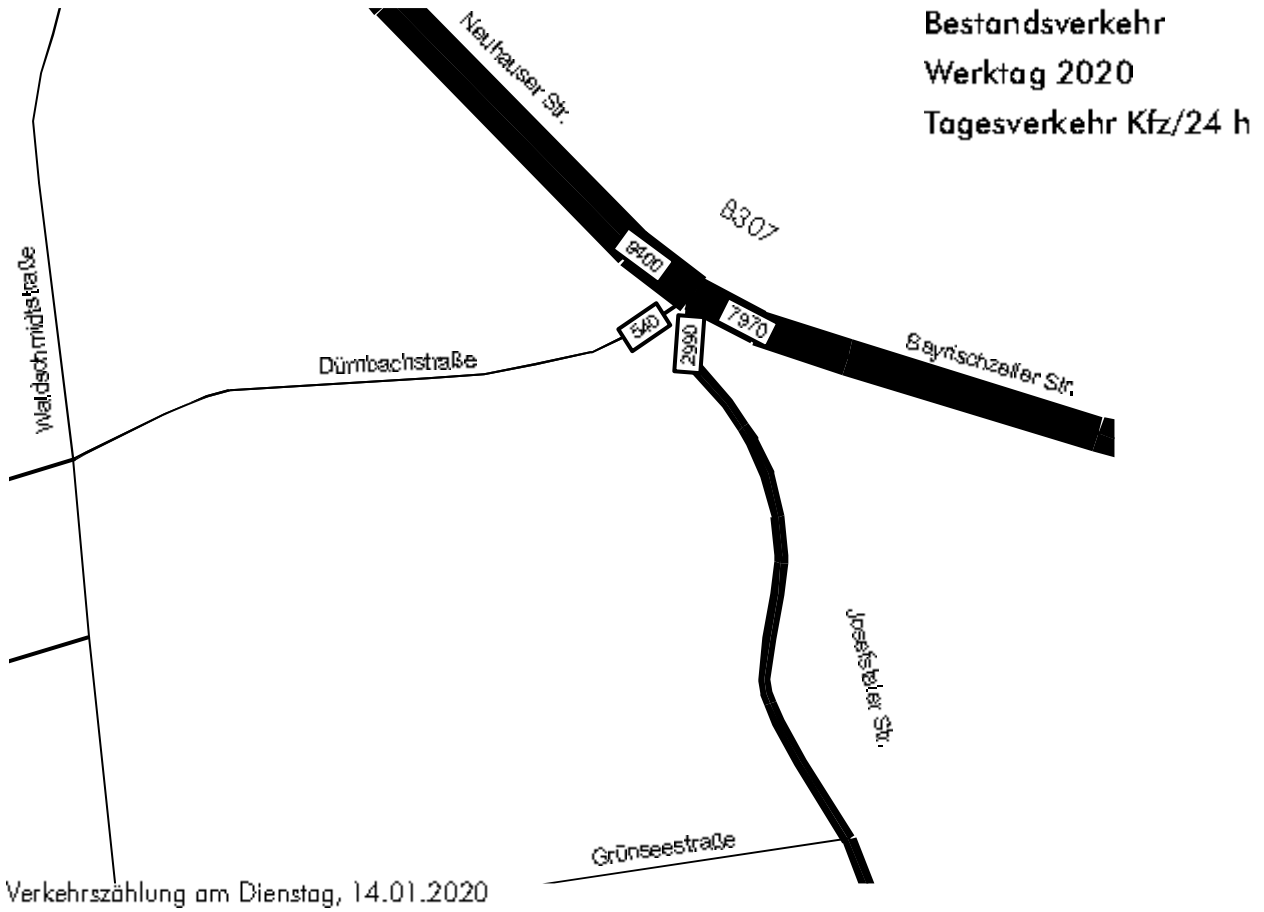 Bestandsverkehr
Werktag 2020
Tagesverkehr Kfz/24 h
Neuhauser Str.
B307
9400
7970
540
2990
Bayrischzeller Str.
Dürnbachstraße
Waldschmidtstraße
Josefstaler Str.
Grünseestraße
Verkehrszählung am Dienstag, 14.01.2020